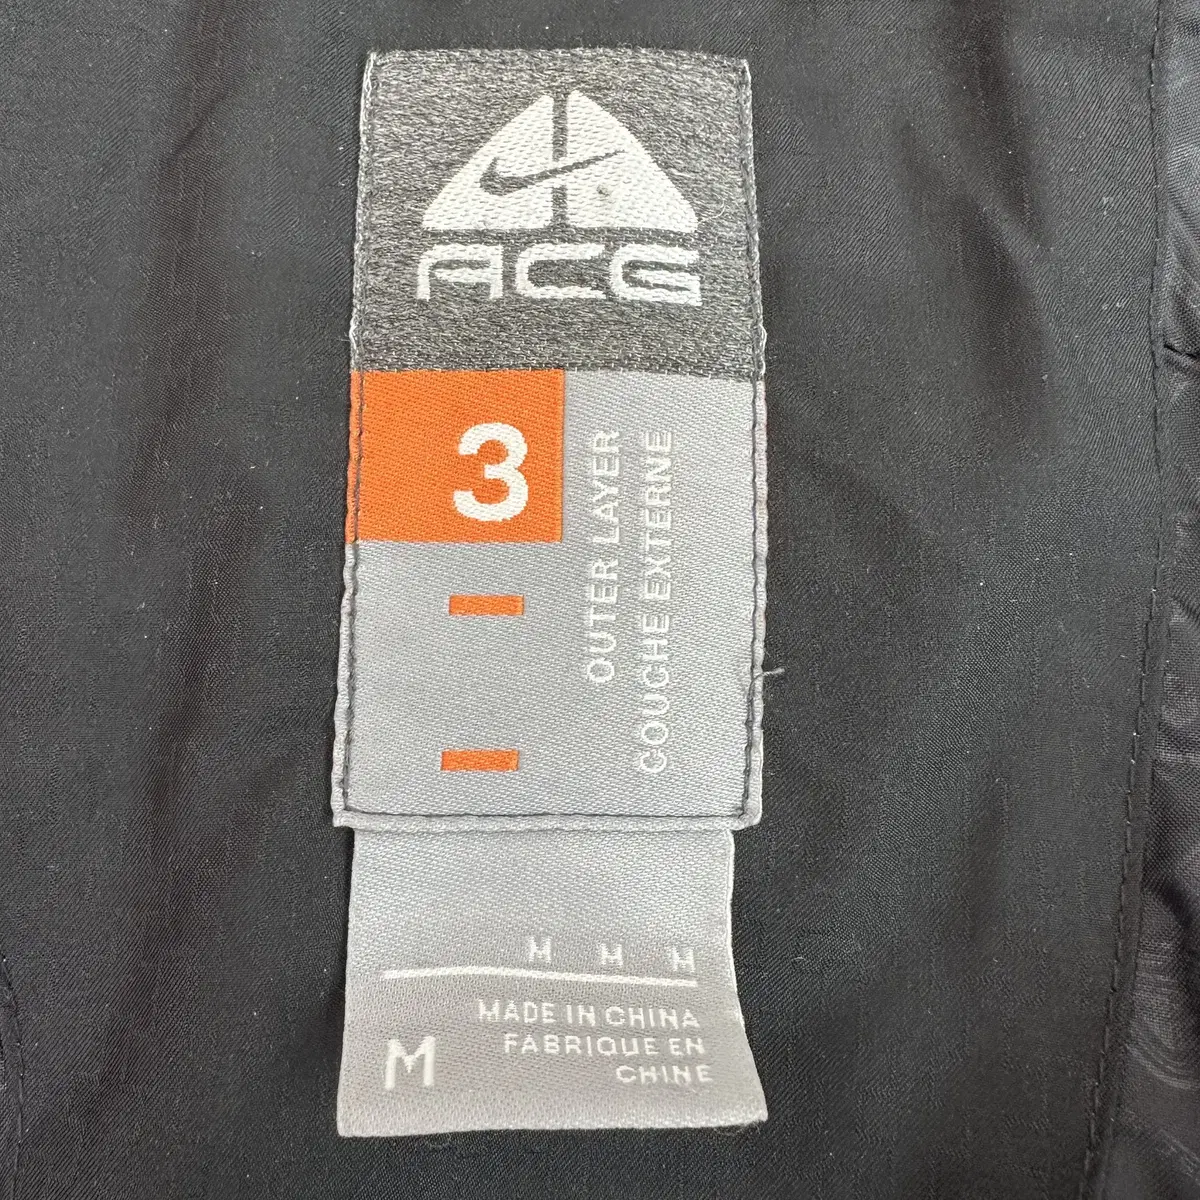 ACG
3
OUTER LAYER
COUCHE EXTERNE
M M M
M
MADE IN CHINA
FABRIQUE EN
CHINE